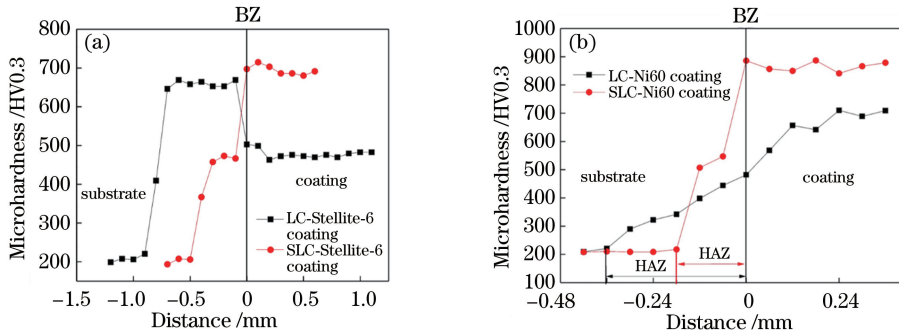 BZ
(a)
800
700
600
500
400
300
200
Microhardness /HV0.3
substrate
coating
LC-Stellite-6
coating
SLC-Stellite-6
coating
−1.5 −1.0 −0.5 0 0.5 1.0
Distance /mm
BZ
(b)
1000
900
800
700
600
500
400
300
200
100
Microhardness /HV0.3
LC-Ni60 coating
SLC-Ni60 coating
substrate
coating
HAZ
HAZ
−0.48 −0.24 0 0.24
Distance /mm